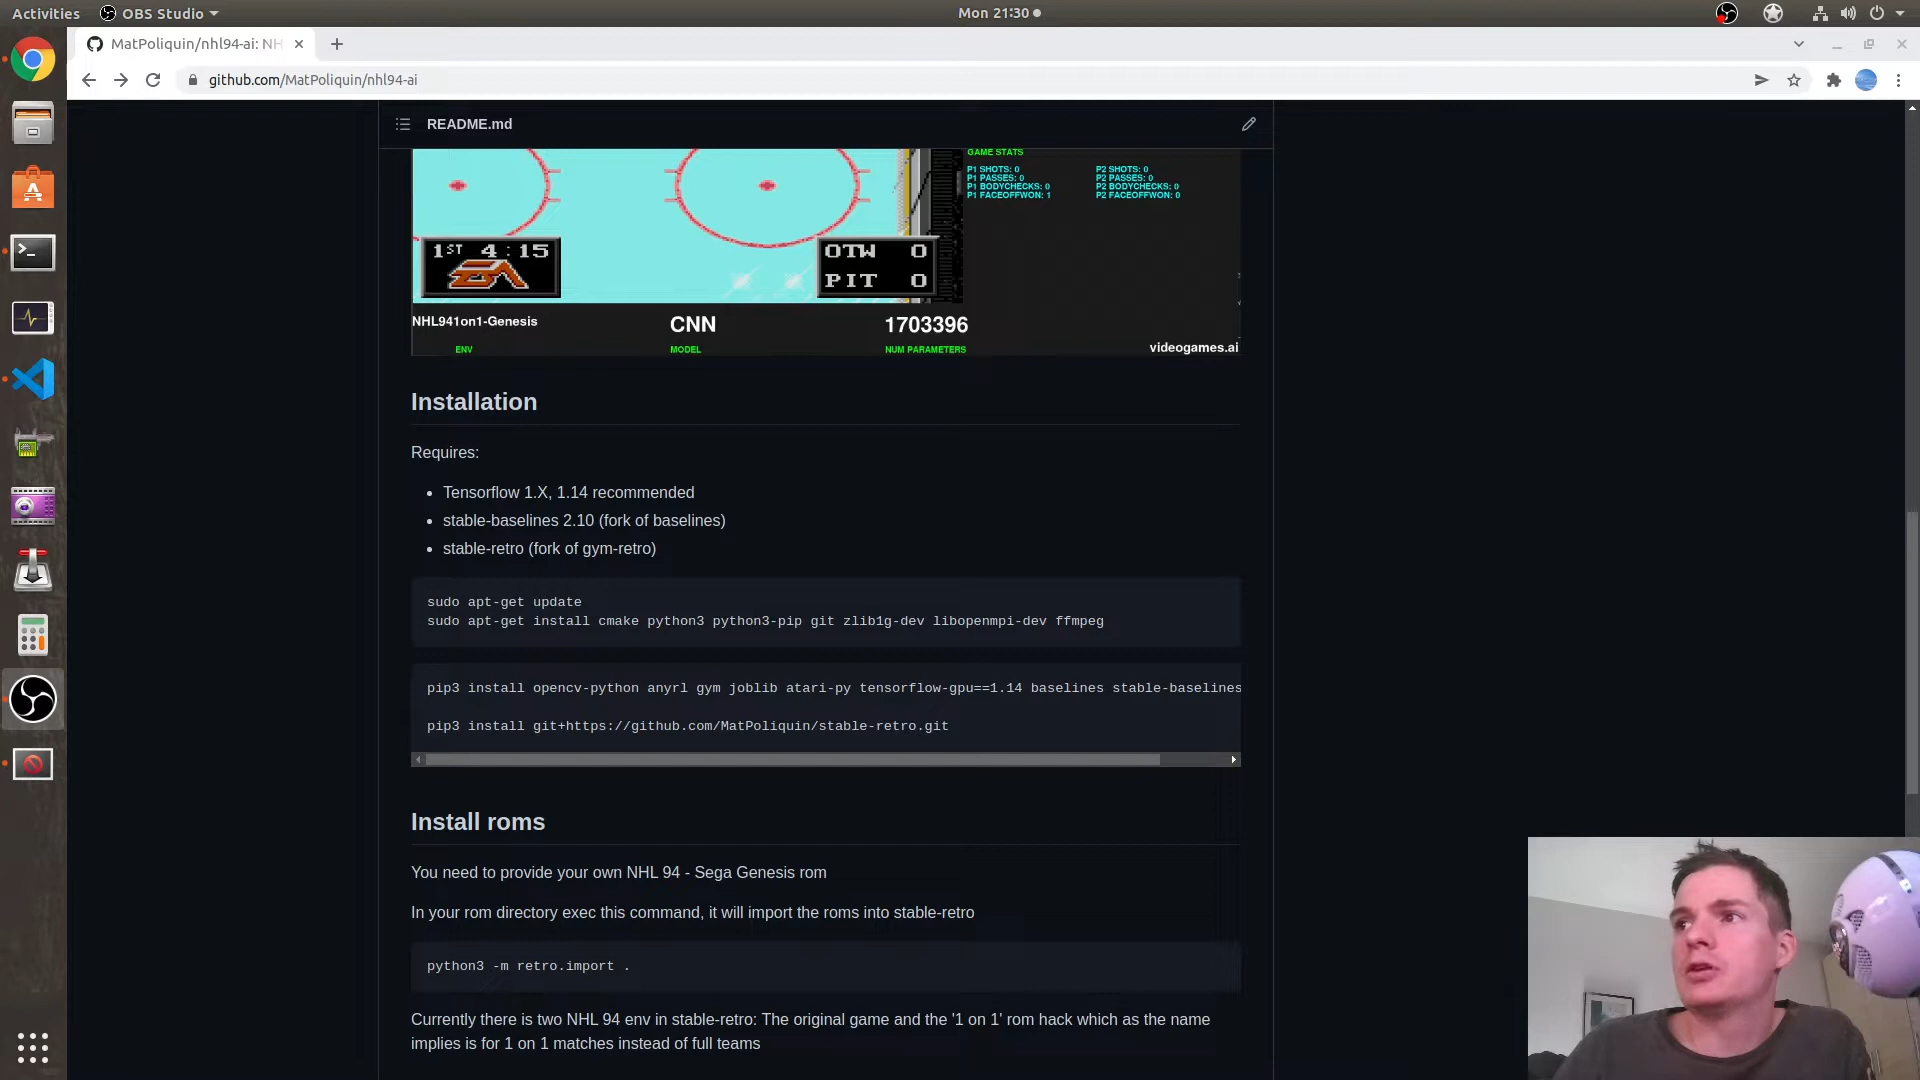 Activities
OBS Studio
Mon 21:30
MatPoliquin/nhl94-ai: NH
github.com/MatPoliquin/nhl94-ai
README.md
GAME STATS
P1 SHOTS: 0 P2 SHOTS: 0
P1 PASSES: 0 P2 PASSES: 0
P1 BODYCHECKS: 0 P2 BODYCHECKS: 0
P1 FACEOFFWON: 1 P2 FACEOFFWON: 0
1ST 4:15
OTW 0
PIT 0
NHL941on1-Genesis CNN 1703396
ENV MODEL NUM PARAMETERS
videogames.ai
Installation
Requires:
Tensorflow 1.X, 1.14 recommended
stable-baselines 2.10 (fork of baselines)
stable-retro (fork of gym-retro)
sudo apt-get update
sudo apt-get install cmake python3 python3-pip git zlib1g-dev libopenmpi-dev ffmpeg
pip3 install opencv-python anyrl gym joblib atari-py tensorflow-gpu==1.14 baselines stable-baselines
pip3 install git+https://github.com/MatPoliquin/stable-retro.git
Install roms
You need to provide your own NHL 94 - Sega Genesis rom
In your rom directory exec this command, it will import the roms into stable-retro
python3 -m retro.import .
Currently there is two NHL 94 env in stable-retro: The original game and the '1 on 1' rom hack which as the name
implies is for 1 on 1 matches instead of full teams